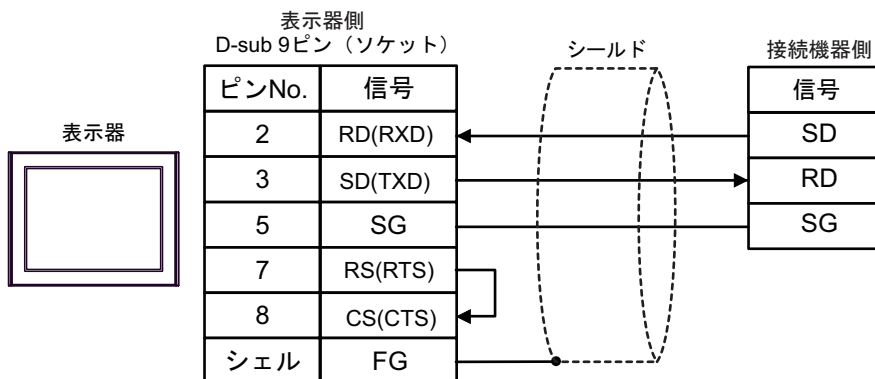 表示器側
D-sub 9ピン（ソケット）
シールド
接続機器側
ピンNo. 信号
信号
表示器
2 RD(RXD) SD
3 SD(TXD) RD
5 SG SG
7 RS(RTS)
8 CS(CTS)
シェル FG